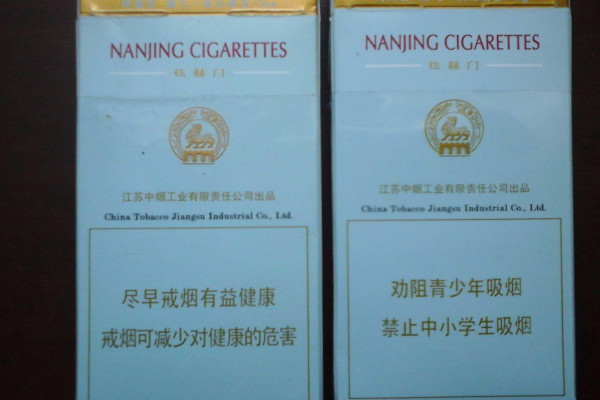 NANJING CIGARETTES
炫赫门
江苏中烟工业有限责任公司出品
China Tobacco Jiangsu Industrial Co., Ltd.
尽早戒烟有益健康
戒烟可减少对健康的危害
NANJING CIGARETTES
炫赫门
江苏中烟工业有限责任公司出品
China Tobacco Jiangsu Industrial Co., Ltd.
劝阻青少年吸烟
禁止中小学生吸烟